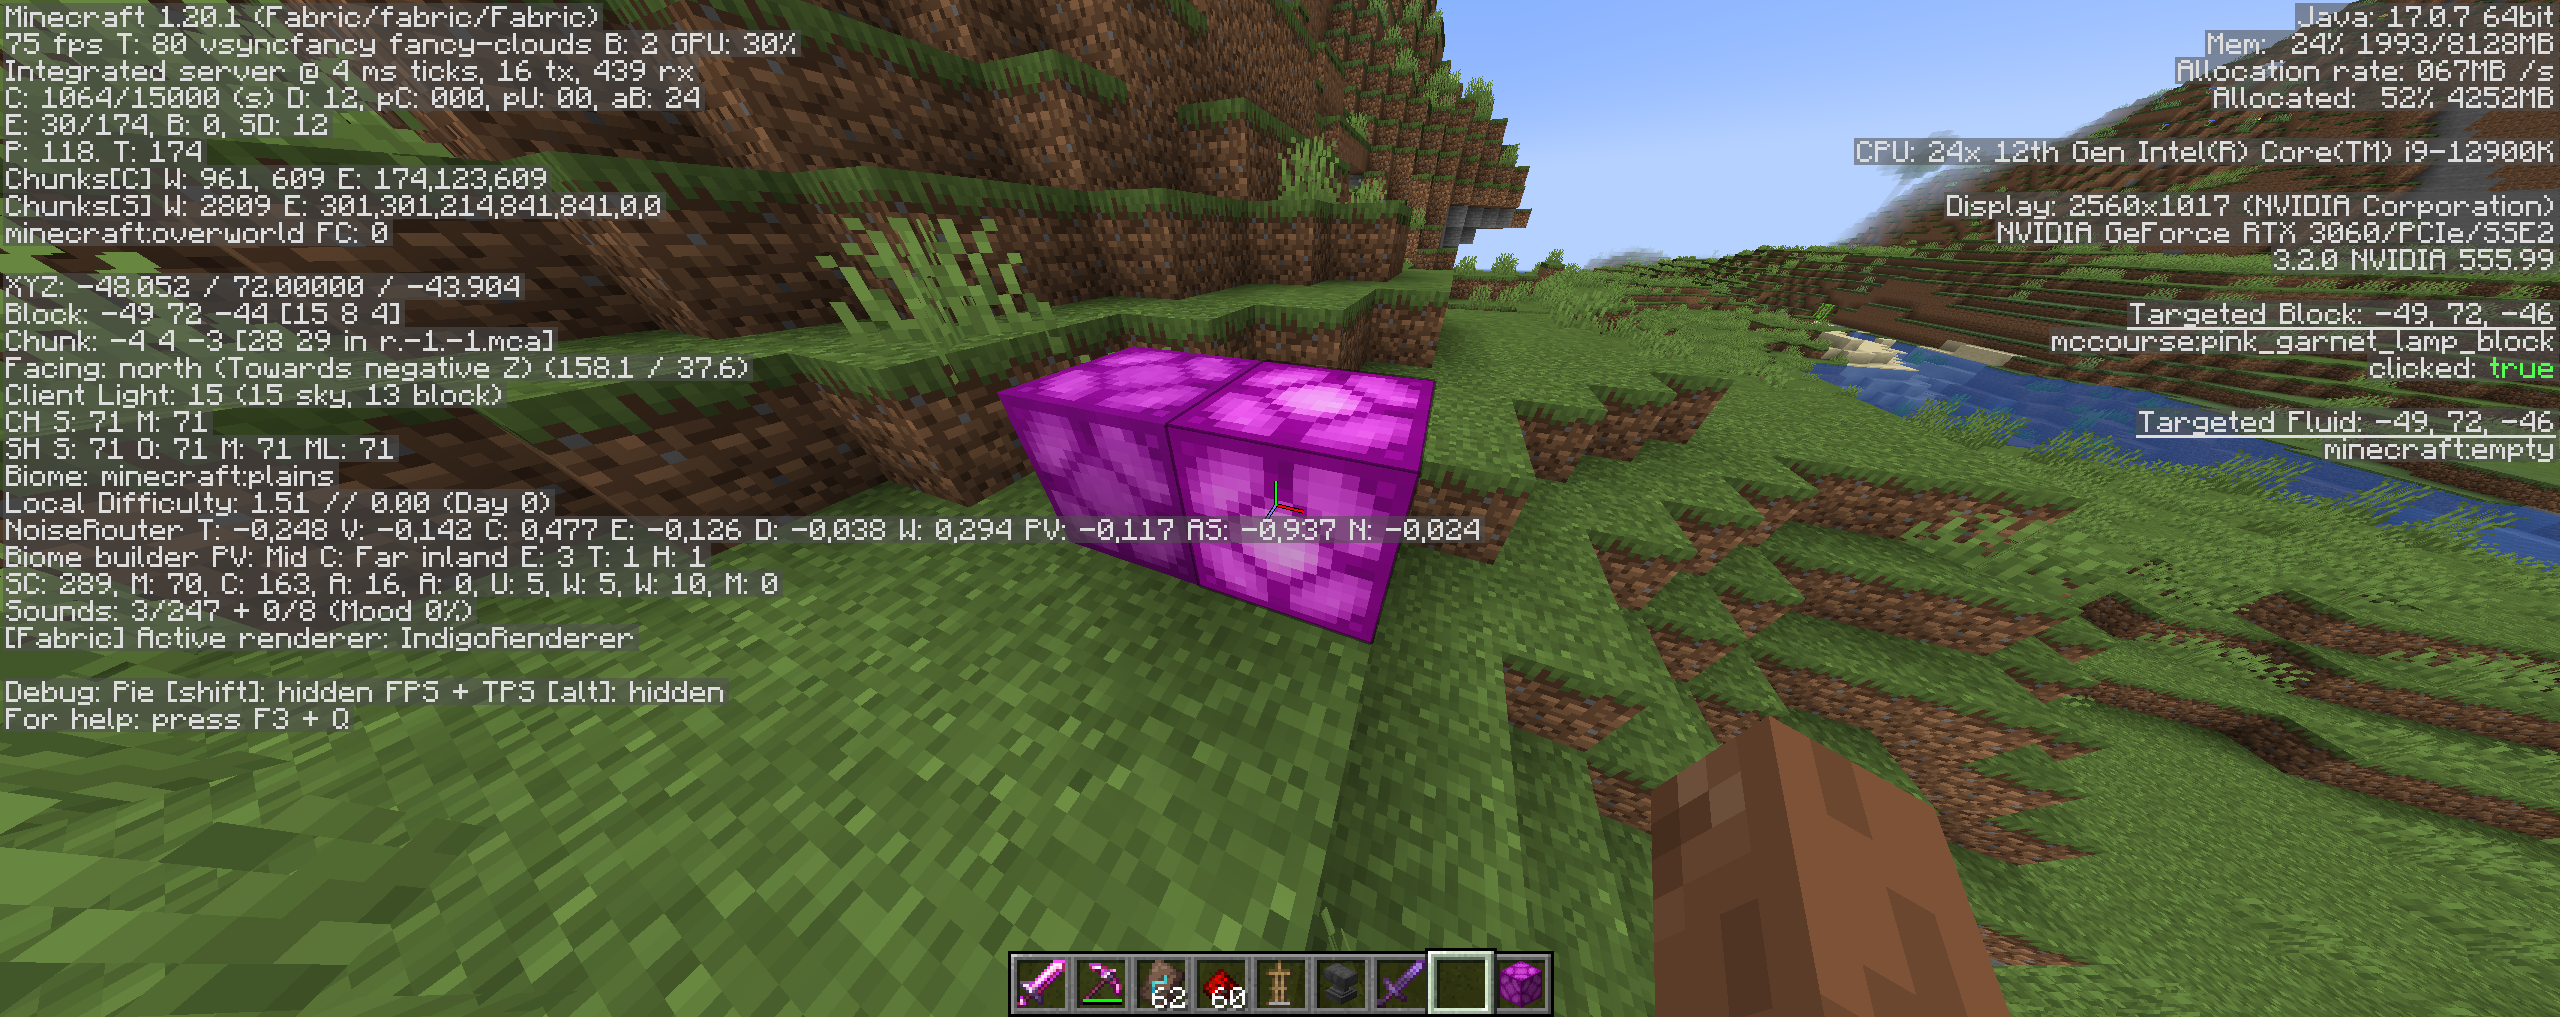 Minecraft 1.20.1 (Fabric/fabric/Fabric)
75 fps T: 80 vsyncfancy fancy-clouds B: 2 GPU: 30%
Integrated server @ 4 ms ticks, 16 tx, 439 rx
C: 1064/15000 (s) D: 12, pC: 000, pU: 00, aB: 24
E: 30/174, B: 0, SD: 12
P: 118. T: 174
Chunks[C] W: 961, 609 E: 174,123,609
Chunks[S] W: 2809 E: 301,301,214,841,841,0,0
minecraft:overworld FC: 0
XYZ: -48.052 / 72.00000 / -43.904
Block: -49 72 -44 [15 8 4]
Chunk: -4 4 -3 [28 29 in r.-1.-1.mca]
Facing: north (Towards negative Z) (158.1 / 37.6)
Client Light: 15 (15 sky, 13 block)
CH S: 71 M: 71
SH S: 71 O: 71 M: 71 ML: 71
Biome: minecraft:plains
Local Difficulty: 1.51 // 0.00 (Day 0)
NoiseRouter T: -0,248 V: -0,142 C: 0,477 E: -0,126 D: -0,038 W: 0,294 PV: -0,117 AS: -0,937 N: -0,024
Biome builder PV: Mid C: Far inland E: 3 T: 1 H: 1
SC: 289, M: 70, C: 163, A: 16, A: 0, U: 5, W: 5, W: 10, M: 0
Sounds: 3/247 + 0/8 (Mood 0%)
[Fabric] Active renderer: IndigoRenderer
Debug: Pie [shift]: hidden FPS + TPS [alt]: hidden
For help: press F3 + Q
Java: 17.0.7 64bit
Mem: 24% 1993/8128MB
Allocation rate: 067MB /s
Allocated: 52% 4252MB
CPU: 24x 12th Gen Intel(R) Core(TM) i9-12900K
Display: 2560x1017 (NVIDIA Corporation)
NVIDIA GeForce RTX 3060/PCIe/SSE2
3.2.0 NVIDIA 555.99
Targeted Block: -49, 72, -46
mccourse:pink_garnet_lamp_block
clicked: true
Targeted Fluid: -49, 72, -46
minecraft:empty
62
60